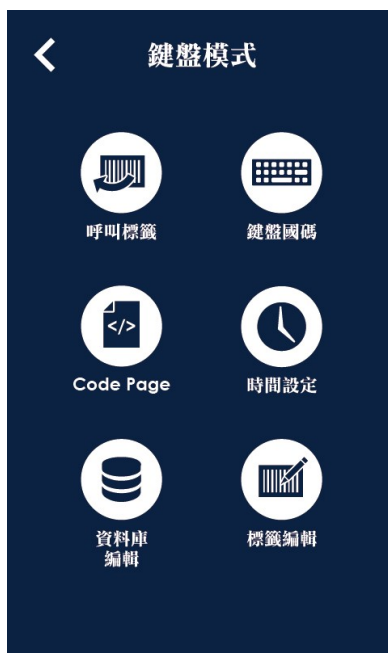 鍵盤模式
呼叫標籤
鍵盤國碼
</>
Code Page
時間設定
資料庫
編輯
標籤編輯